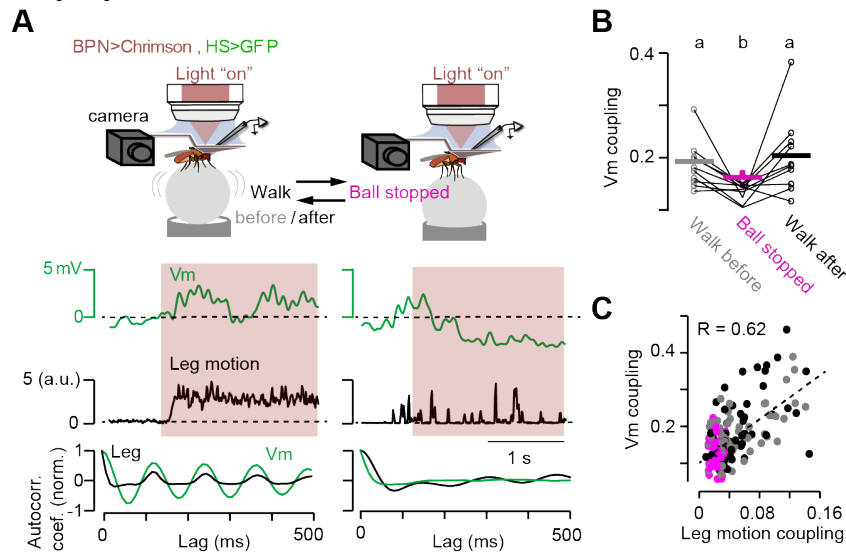 A
BPN>Chrimson , HS>GFP
Light "on"
Light "on"
camera
Walk
Ball stopped
before / after
5 mV
Vm
0
Leg motion
5 (a.u.)
0
1 s
1
0
-1
Autocorr.
coef. (norm.)
Leg
Vm
0
500
Lag (ms)
0
500
Lag (ms)
B
a
b
a
0.4
0.2
Vm coupling
Walk before
Ball stopped
Walk after
C
R = 0.62
0.4
0.2
Vm coupling
0
0.08
0.16
Leg motion coupling